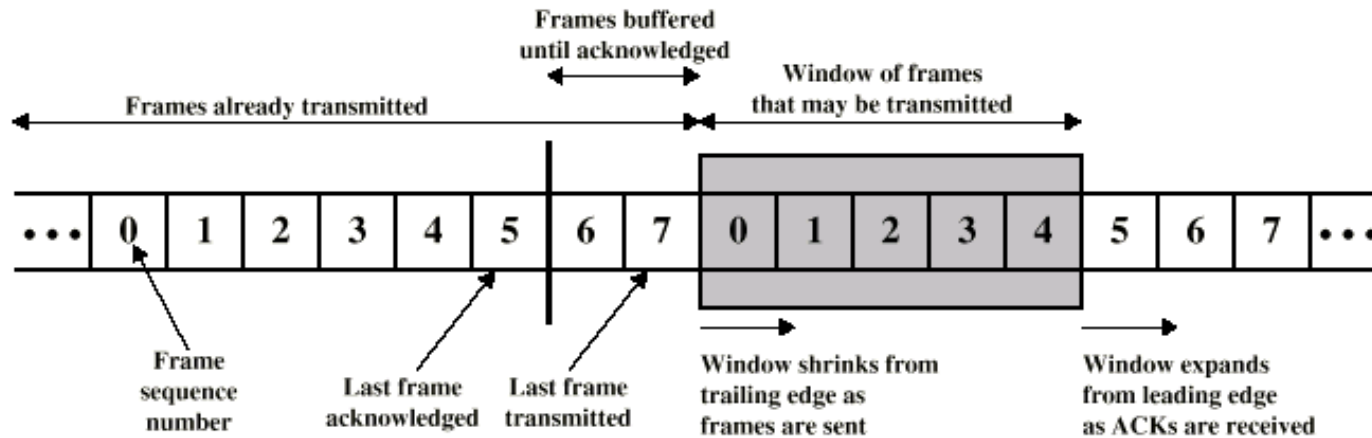 Frames buffered
until acknowledged
Window of frames
that may be transmitted
Frames already transmitted
••• 0 1 2 3 4 5 6 7 0 1 2 3 4 5 6 7 •••
Frame
sequence
number
Last frame
acknowledged
Last frame
transmitted
Window shrinks from
trailing edge as
frames are sent
Window expands
from leading edge
as ACKs are received